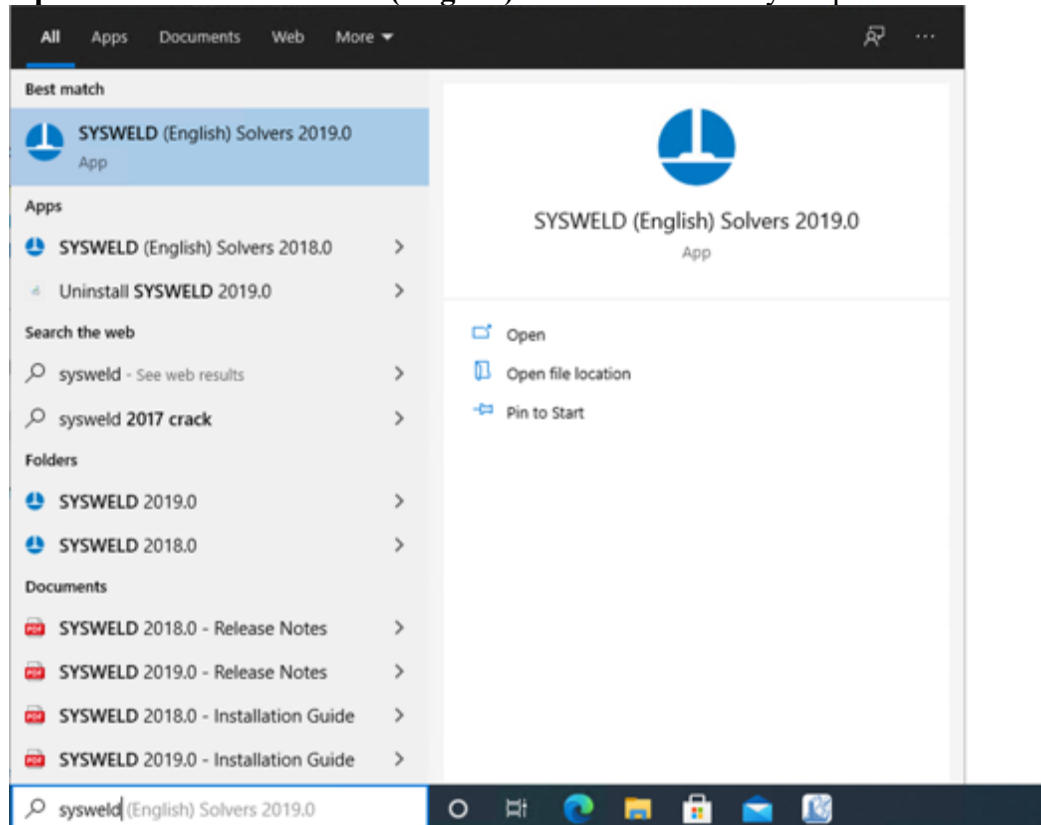 All Apps Documents Web More
Best match
SYSWELD (English) Solvers 2019.0
App
Apps
SYSWELD (English) Solvers 2018.0
Uninstall SYSWELD 2019.0
Search the web
sysweld - See web results
sysweld 2017 crack
Folders
SYSWELD 2019.0
SYSWELD 2018.0
Documents
SYSWELD 2018.0 - Release Notes
SYSWELD 2019.0 - Release Notes
SYSWELD 2018.0 - Installation Guide
SYSWELD 2019.0 - Installation Guide
sysweld (English) Solvers 2019.0
SYSWELD (English) Solvers 2019.0
App
Open
Open file location
Pin to Start